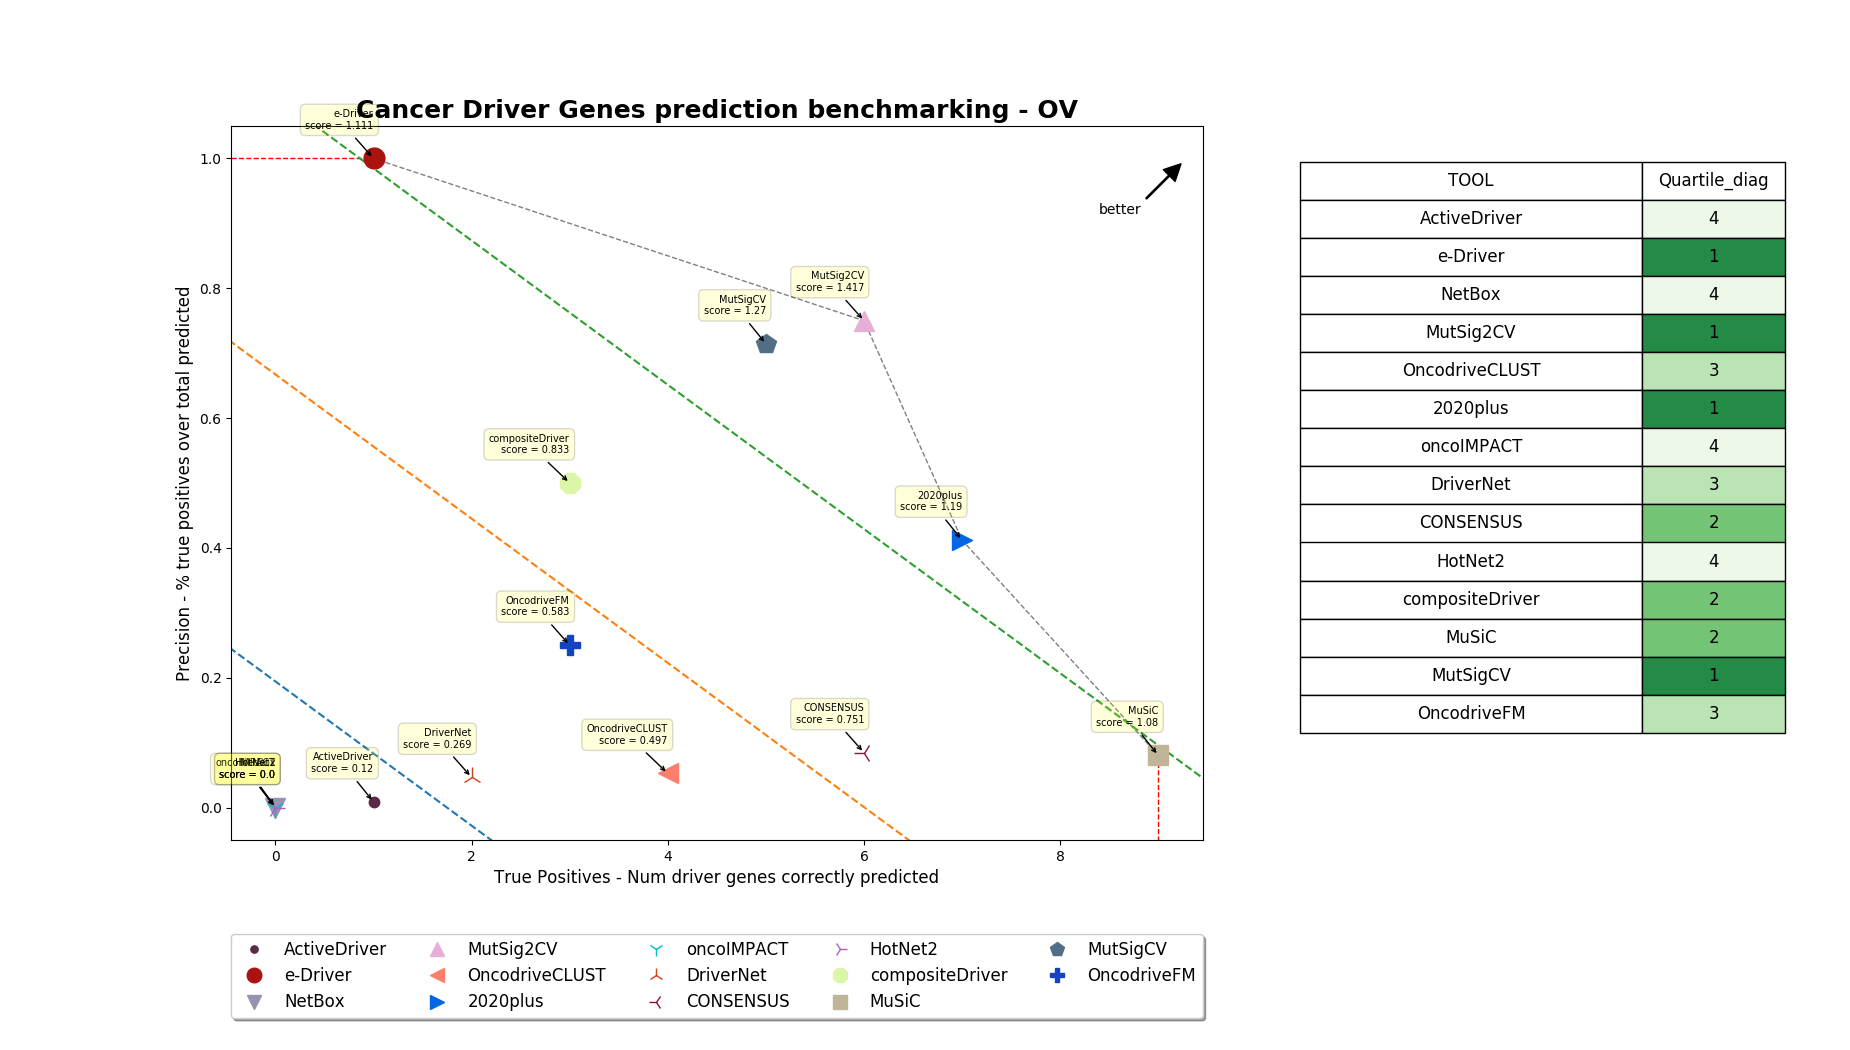 Cancer Driver Genes prediction benchmarking - OV
e-Driver
score = 1.111
1.0
0.8
0.6
0.4
0.2
0.0
Precision - % true positives over total predicted
better
MutSig2CV
score = 1.417
MutSigCV
score = 1.27
compositeDriver
score = 0.833
2020plus
score = 1.19
OncodriveFM
score = 0.583
CONSENSUS
score = 0.751
MuSiC
score = 1.08
OncodriveCLUST
score = 0.497
DriverNet
score = 0.269
ActiveDriver
score = 0.12
score = 0.0
0 2 4 6 8
True Positives - Num driver genes correctly predicted
ActiveDriver MutSig2CV oncoIMPACT HotNet2 MutSigCV
e-Driver OncodriveCLUST DriverNet compositeDriver OncodriveFM
NetBox 2020plus CONSENSUS MuSiC
TOOL Quartile_diag
ActiveDriver 4
e-Driver 1
NetBox 4
MutSig2CV 1
OncodriveCLUST 3
2020plus 1
oncoIMPACT 4
DriverNet 3
CONSENSUS 2
HotNet2 4
compositeDriver 2
MuSiC 2
MutSigCV 1
OncodriveFM 3